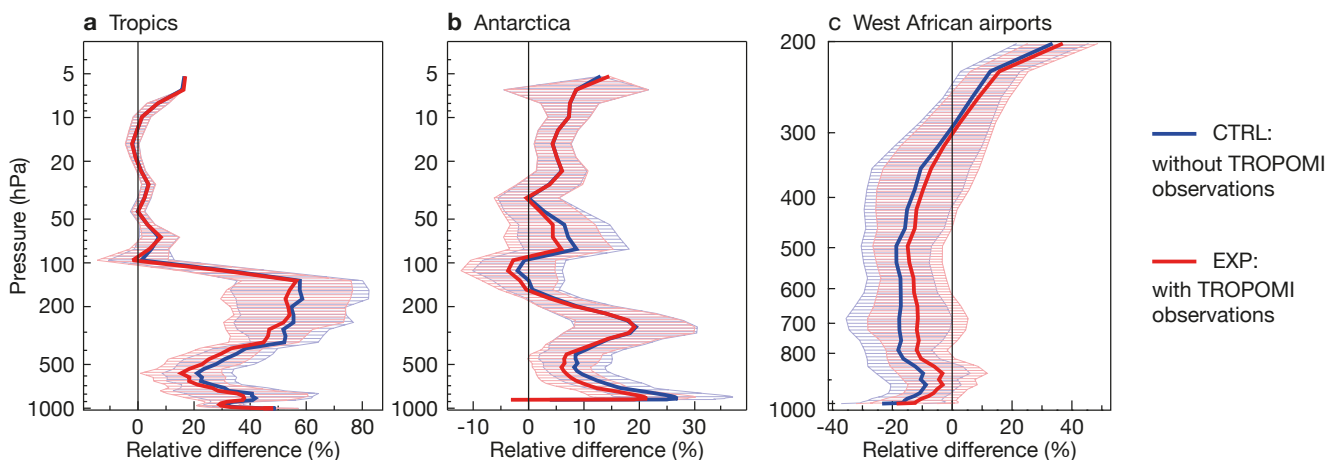 a Tropics
b Antarctica
c West African airports
Pressure (hPa)
5
10
20
50
100
200
500
1000
0 20 40 60 80
Relative difference (%)
5
10
20
50
100
200
500
1000
-10 0 10 20 30
Relative difference (%)
200
300
400
500
600
700
800
1000
-40 -20 0 20 40
Relative difference (%)
CTRL:
without TROPOMI
observations
EXP:
with TROPOMI
observations